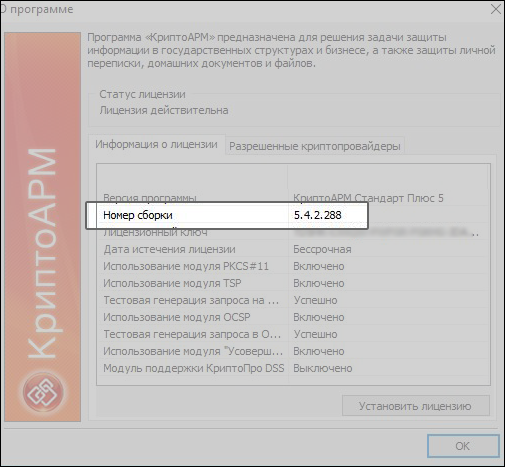 О программе
Программа «КриптоАРМ» предназначена для решения задачи защиты
информации в государственных структурах и бизнесе, а также защиты личной
переписки, домашних документов и файлов.
Статус лицензии
Лицензия действительна
Информация о лицензии Разрешенные криптопровайдеры
Версия программы КриптоАРМ Стандарт Плюс 5
Номер сборки 5.4.2.288
Лицензионный ключ
Дата истечения лицензии Бессрочная
Использование модуля PKCS#11 Включено
Использование модуля TSP Включено
Тестовая генерация запроса на ... Успешно
Использование модуля OCSP Включено
Тестовая генерация запроса в О... Успешно
Использование модуля "Усоверш... Включено
Модуль поддержки КриптоПро DSS Выключено
КриптоАРМ
Установить лицензию
ОК